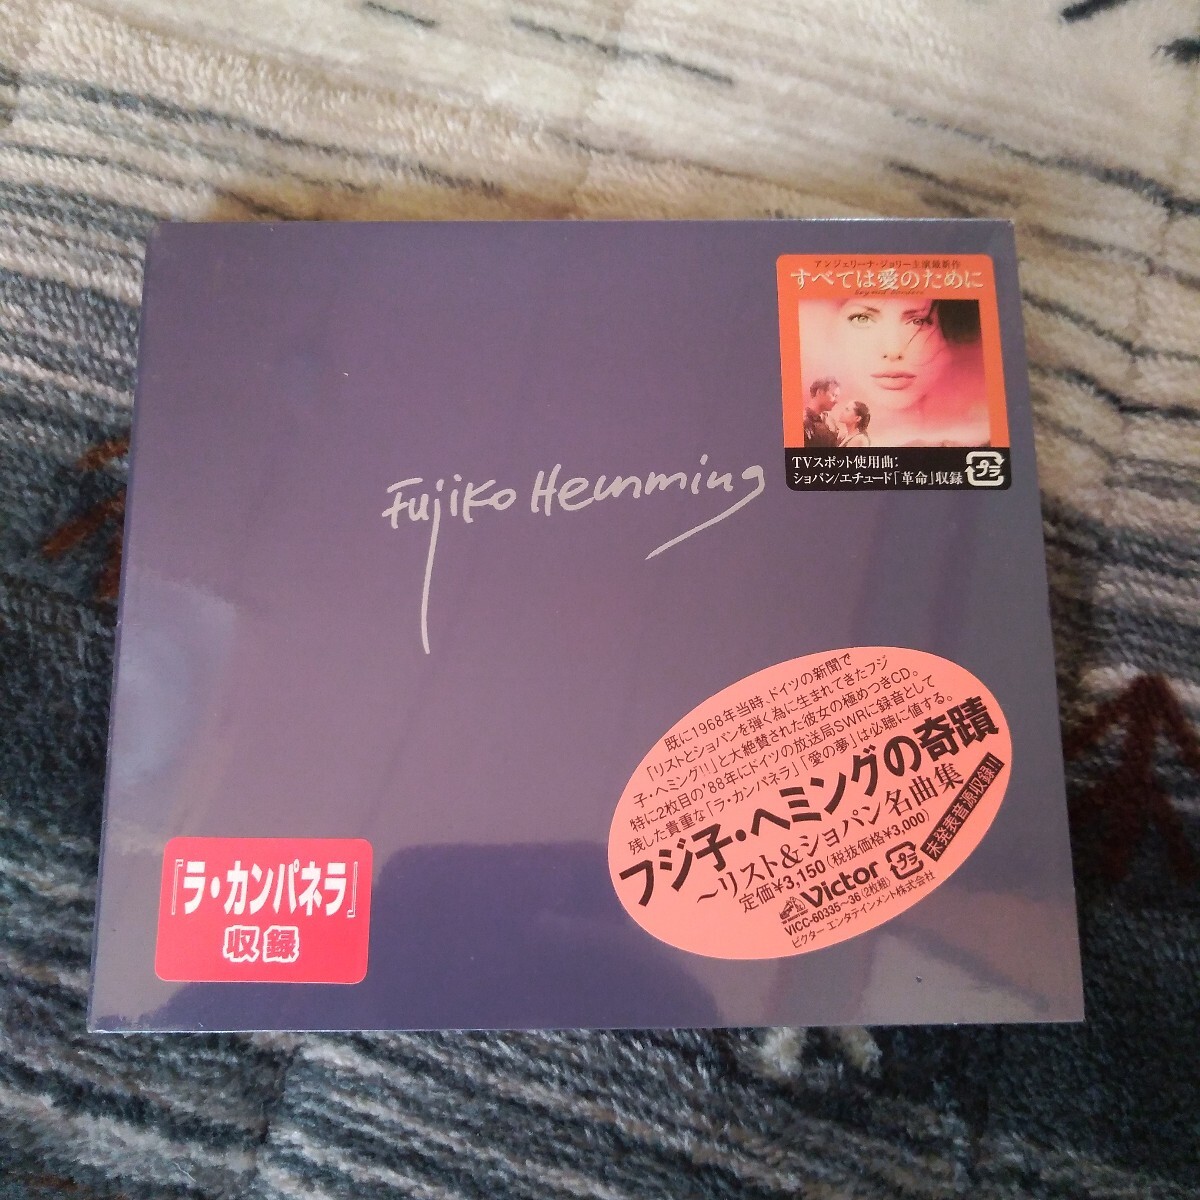 アンジェリーナ・ジョリー主演最新作
すべては愛のために
TVスポット使用曲:
ショパン/エチュード「革命」収録
プラ
Fujiko Hemming
既に1968年当時、ドイツの新聞で
「リストとショパンを弾く為に生まれてきたフジ
子・ヘミング!!」と大絶賛された彼女の極めつきCD。
特に2枚目の'88年にドイツの放送局SWRに録音として
残した貴重な「ラ・カンパネラ」「愛の夢」は必聴に値する。
フジ子・ヘミングの奇蹟
〜リスト&ショパン名曲集
定価¥3,150(税抜価格¥3,000)
未発表音源収録!!
Victor
プラ
VICC-60335~36(2枚組)
ビクター エンタテインメント株式会社
『ラ・カンパネラ』
収録